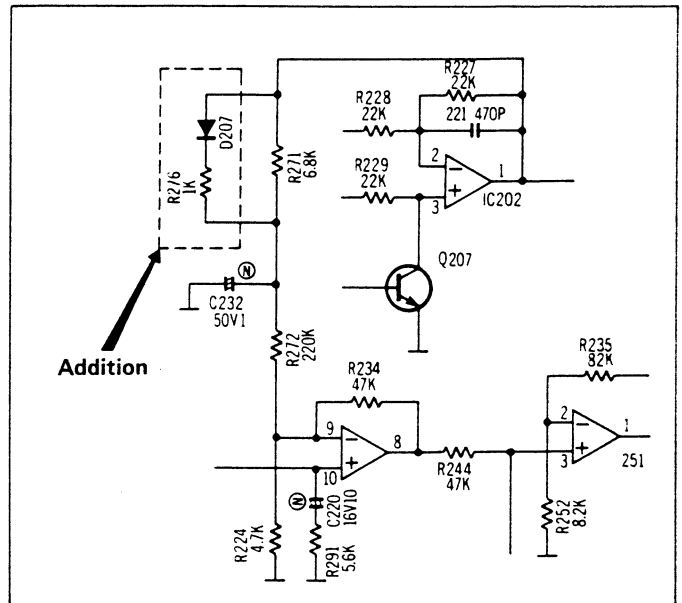 R227
22K
R228
22K
221 470P
D207
R271
6.8K
R276
1K
2
−
1
R229
22K
+
3
IC202
N
Q207
C232
50V1
R272
220K
Addition
R234
47K
R235
82K
9
−
8
2
−
1
+
10
3
+
251
R244
47K
N
C220
16V10
R252
8.2K
R224
4.7K
R291
5.6K